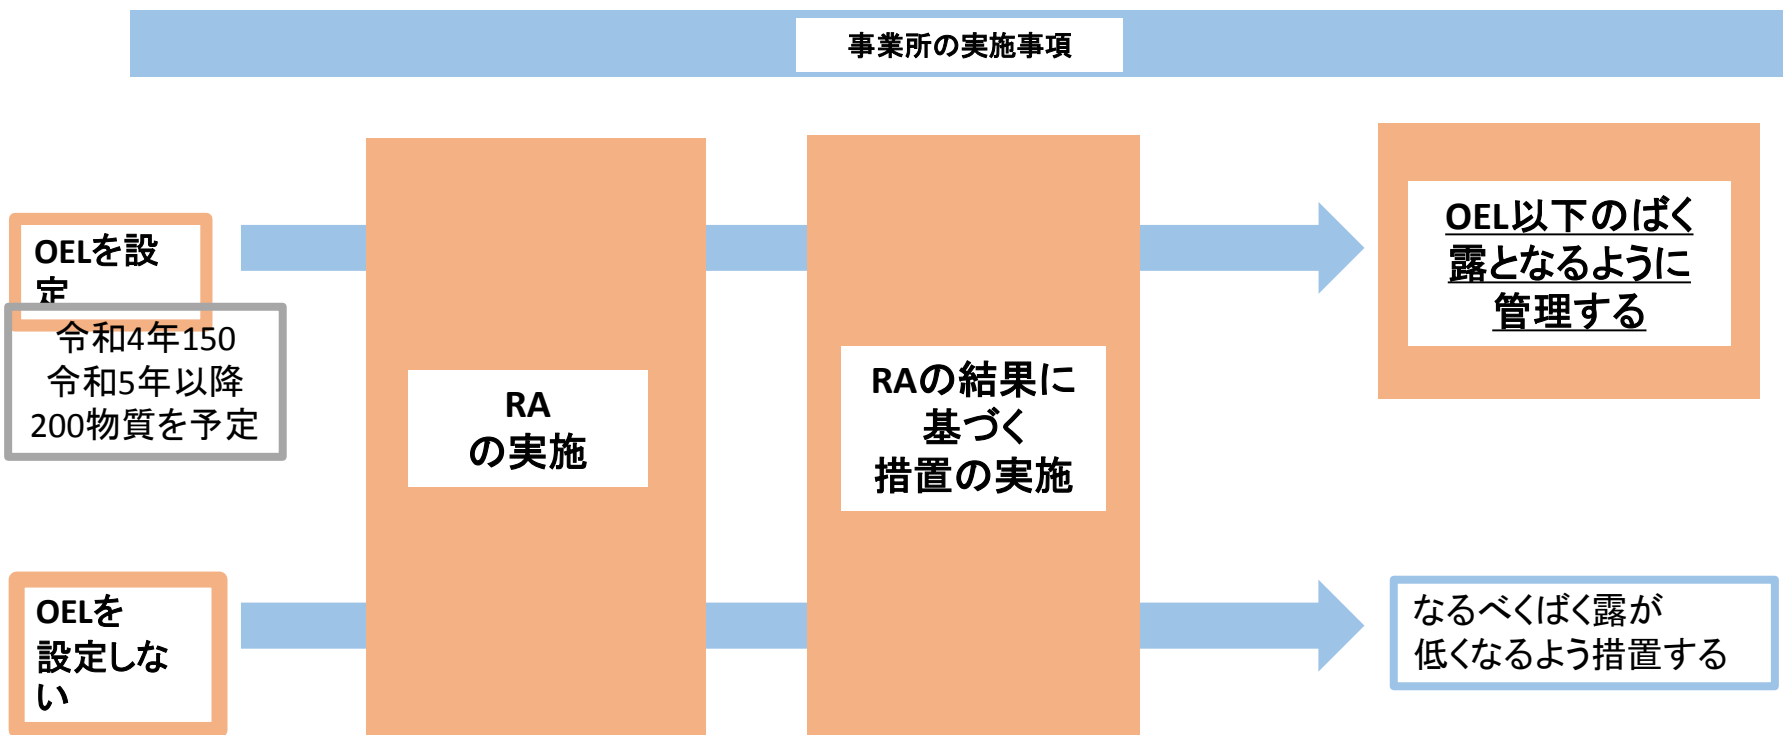 事業所の実施事項
OELを設
定
令和4年150
令和5年以降
200物質を予定
RA
の実施
RAの結果に
基づく
措置の実施
OEL以下のばく
露となるように
管理する
OELを
設定しな
い
なるべくばく露が
低くなるよう措置する